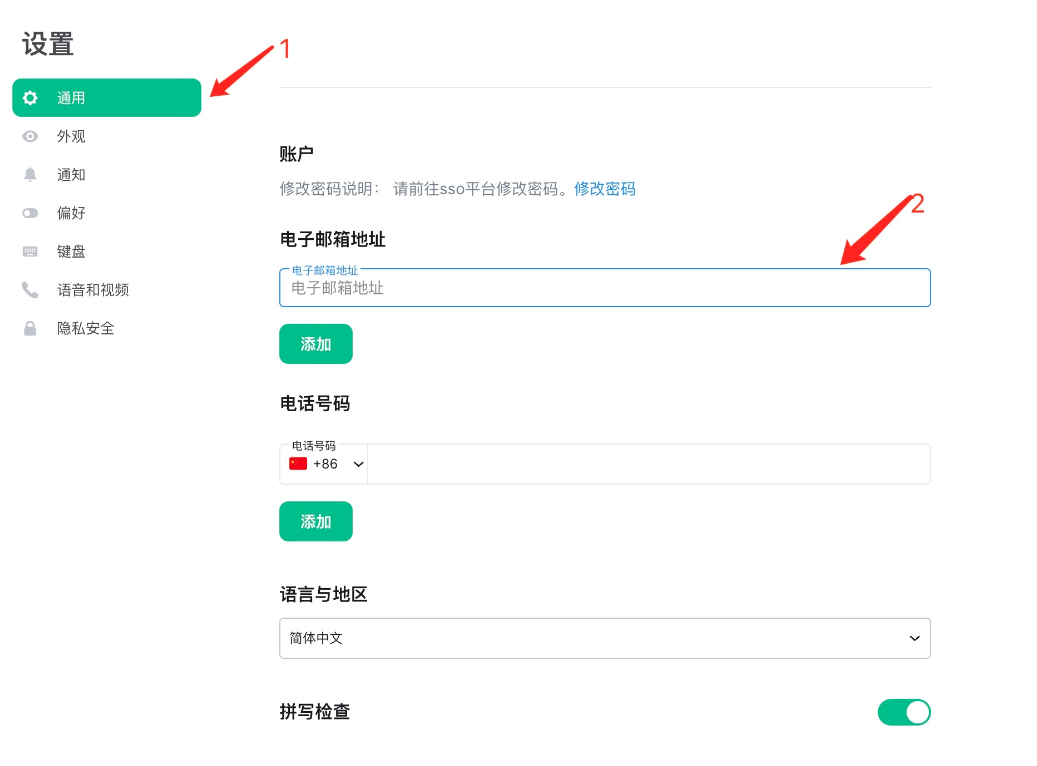 设置
1
通用
外观
通知
偏好
键盘
语音和视频
隐私安全
账户
修改密码说明： 请前往sso平台修改密码。修改密码
2
电子邮箱地址
电子邮箱地址
电子邮箱地址
添加
电话号码
电话号码
+86
添加
语言与地区
简体中文
拼写检查